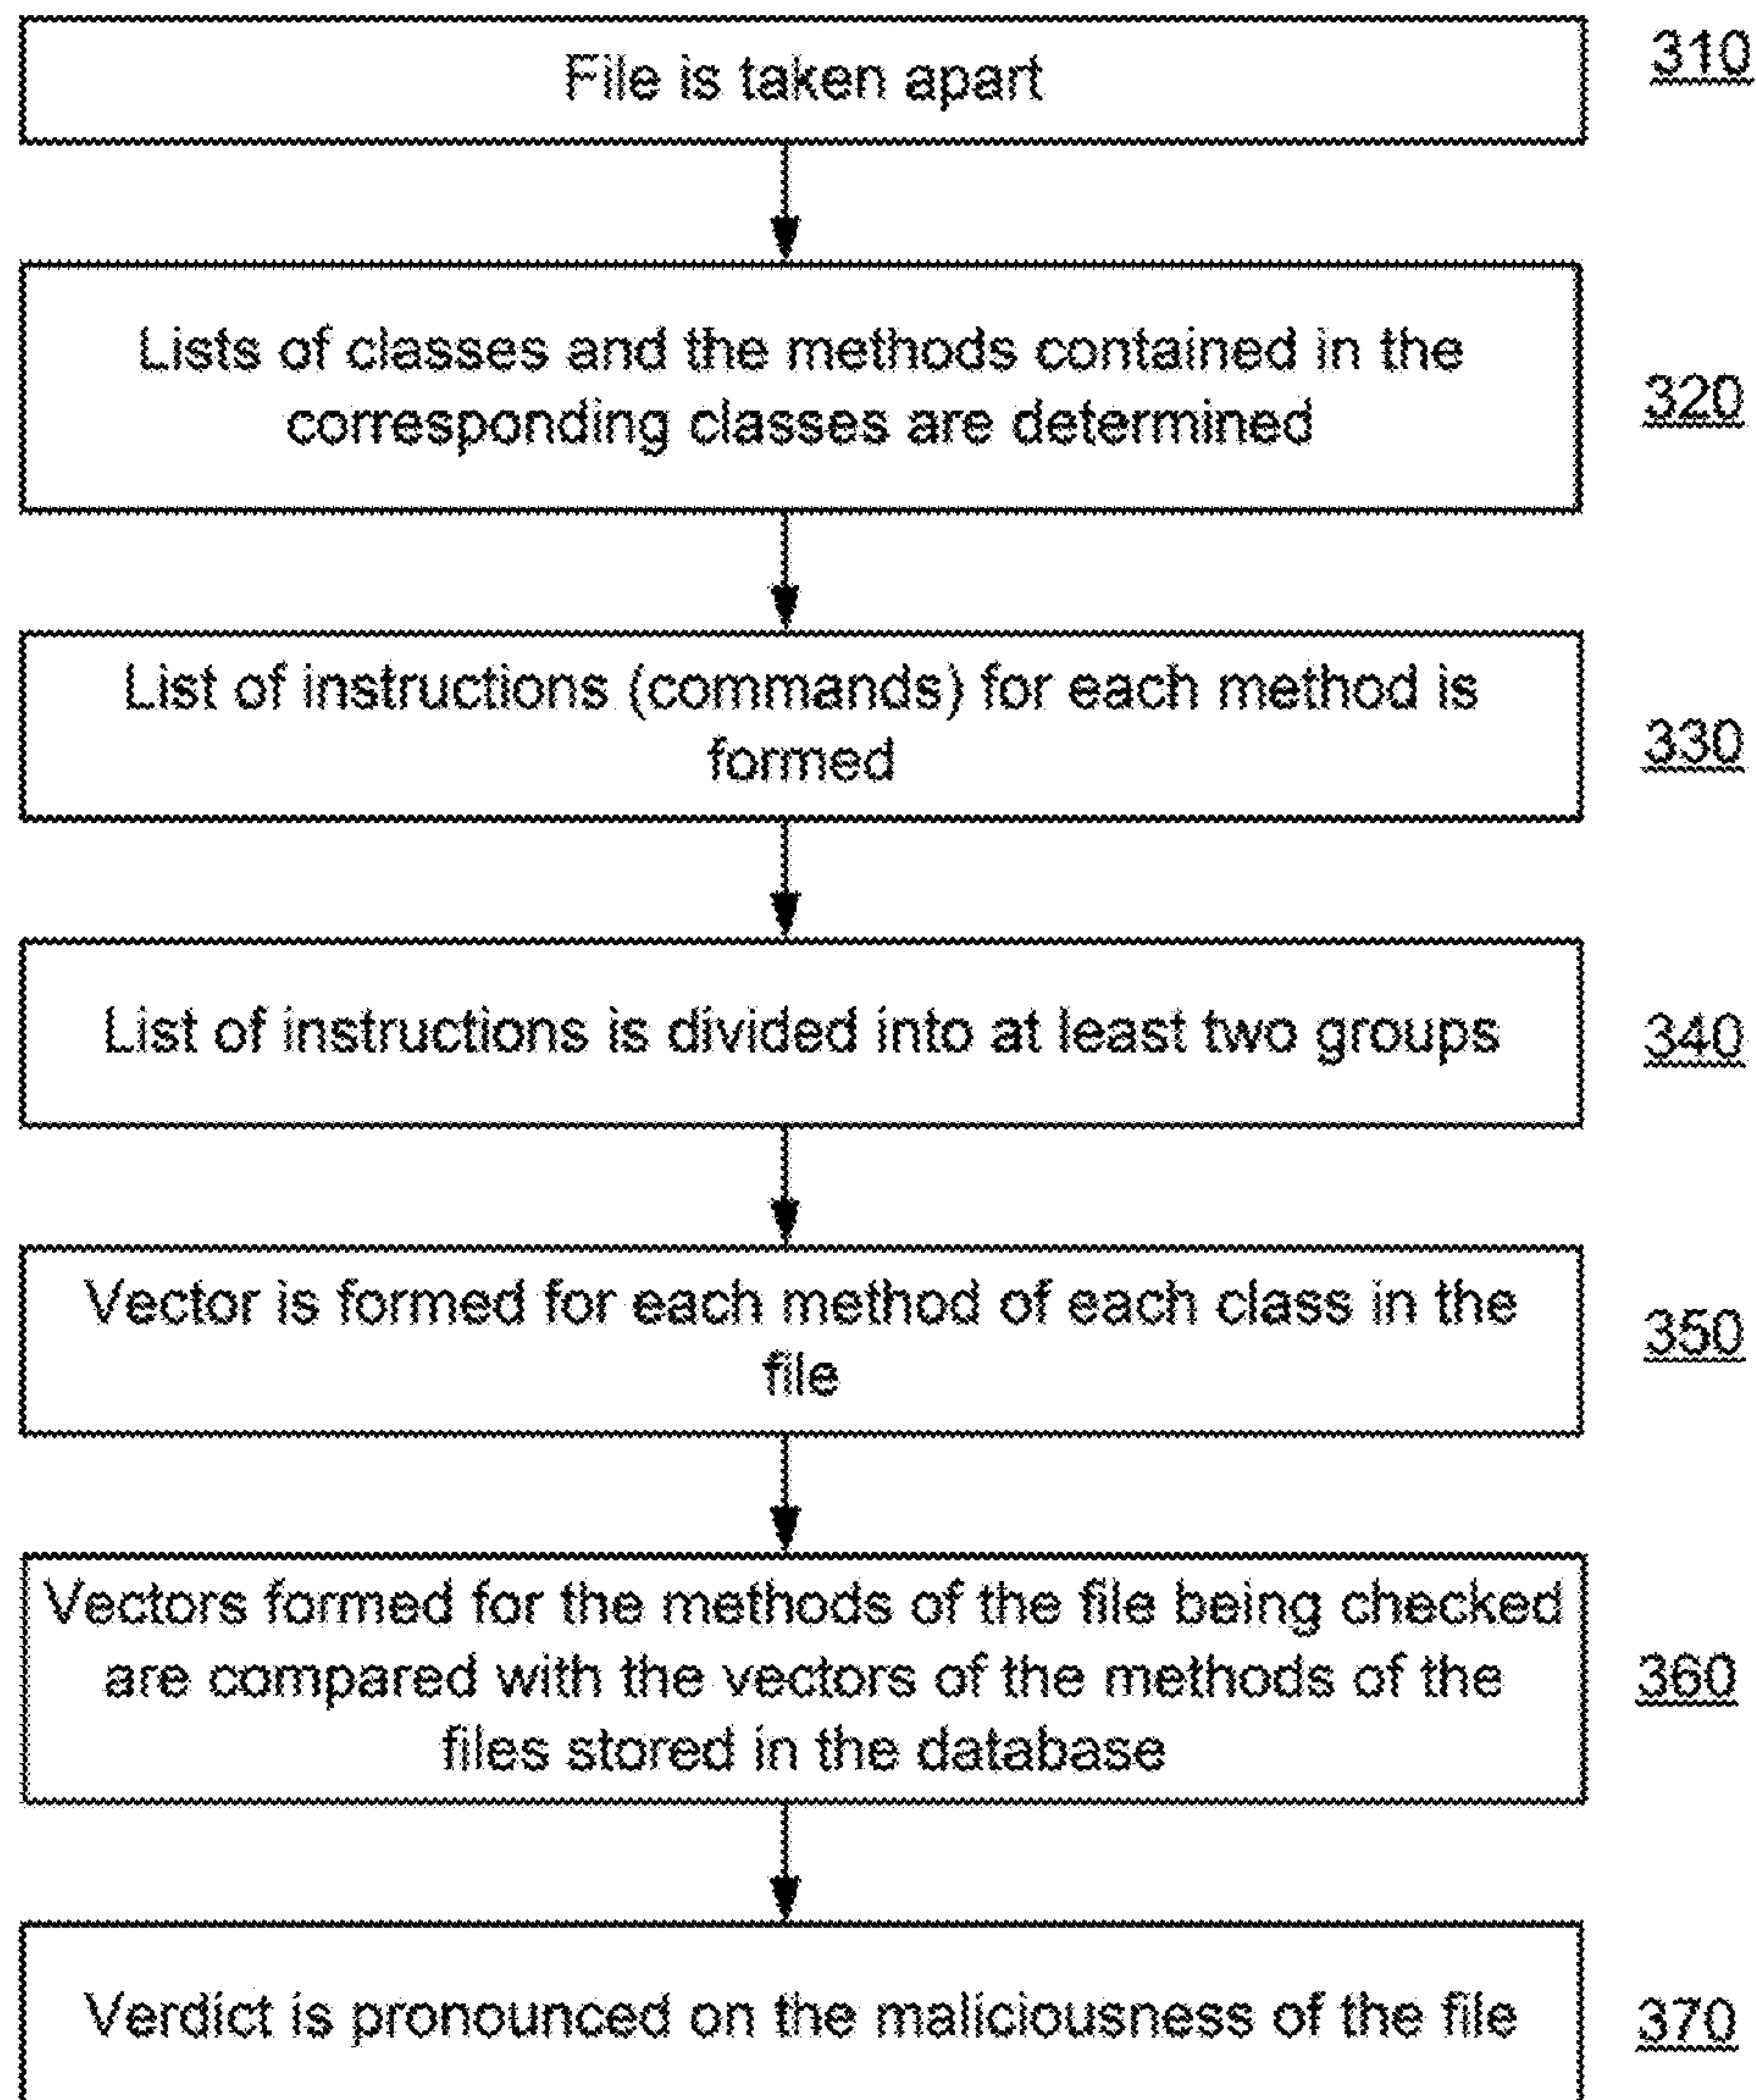 File is taken apart
310
Lists of classes and the methods contained in the
corresponding classes are determined
320
List of instructions (commands) for each method is
formed
330
List of instructions is divided into at least two groups
340
Vector is formed for each method of each class in the
file
350
Vectors formed for the methods of the file being checked
are compared with the vectors of the methods of the
files stored in the database
360
Verdict is pronounced on the maliciousness of the file
370